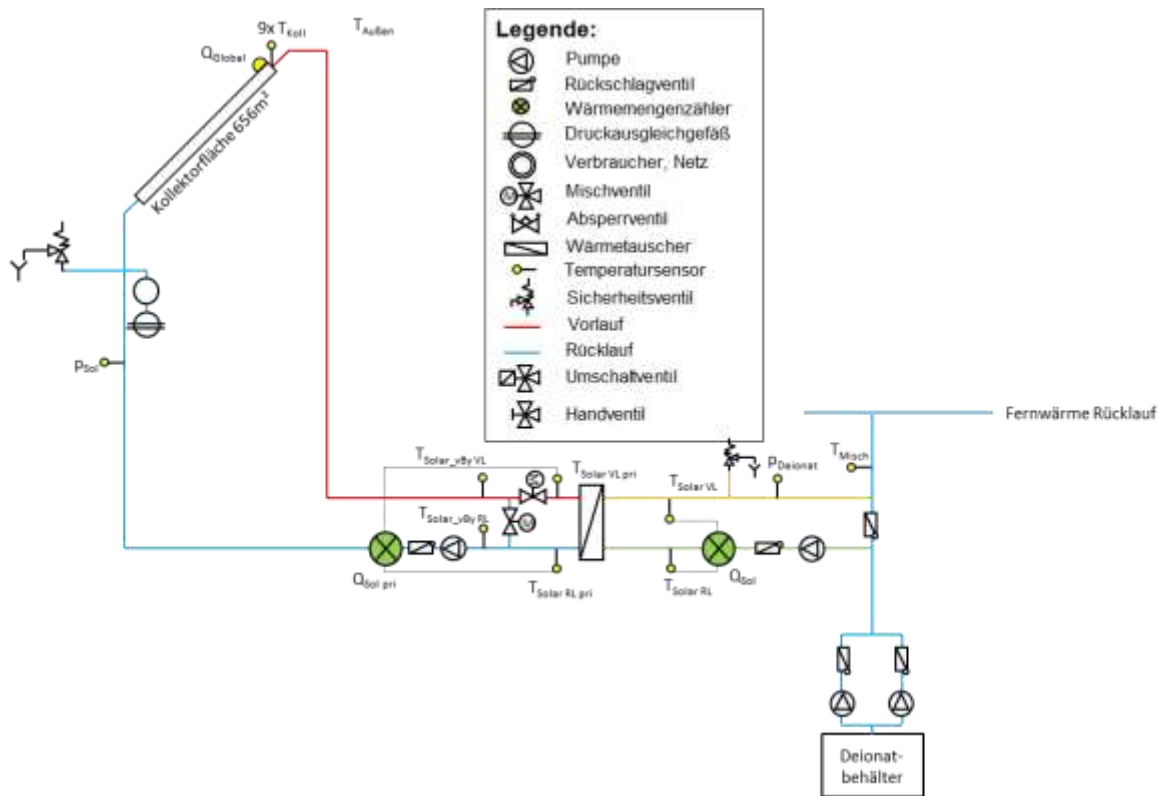 9x TKoll
TAußen
QGlobal
Kollektorfläche 656m²
Legende:
Pumpe
Rückschlagventil
Wärmemengenzähler
Druckausgleichgefäß
Verbraucher, Netz
Mischventil
Absperrventil
Wärmetauscher
Temperatursensor
Sicherheitsventil
Vorlauf
Rücklauf
Umschaltventil
Handventil
pSol
Fernwärme Rücklauf
TSolar_vBy VL
TSolar VL pri
TSolar VL
pDeionat
TMisch
TSolar_vBy RL
QSol pri
TSolar RL pri
TSolar RL
QSol
Deionat-
behälter